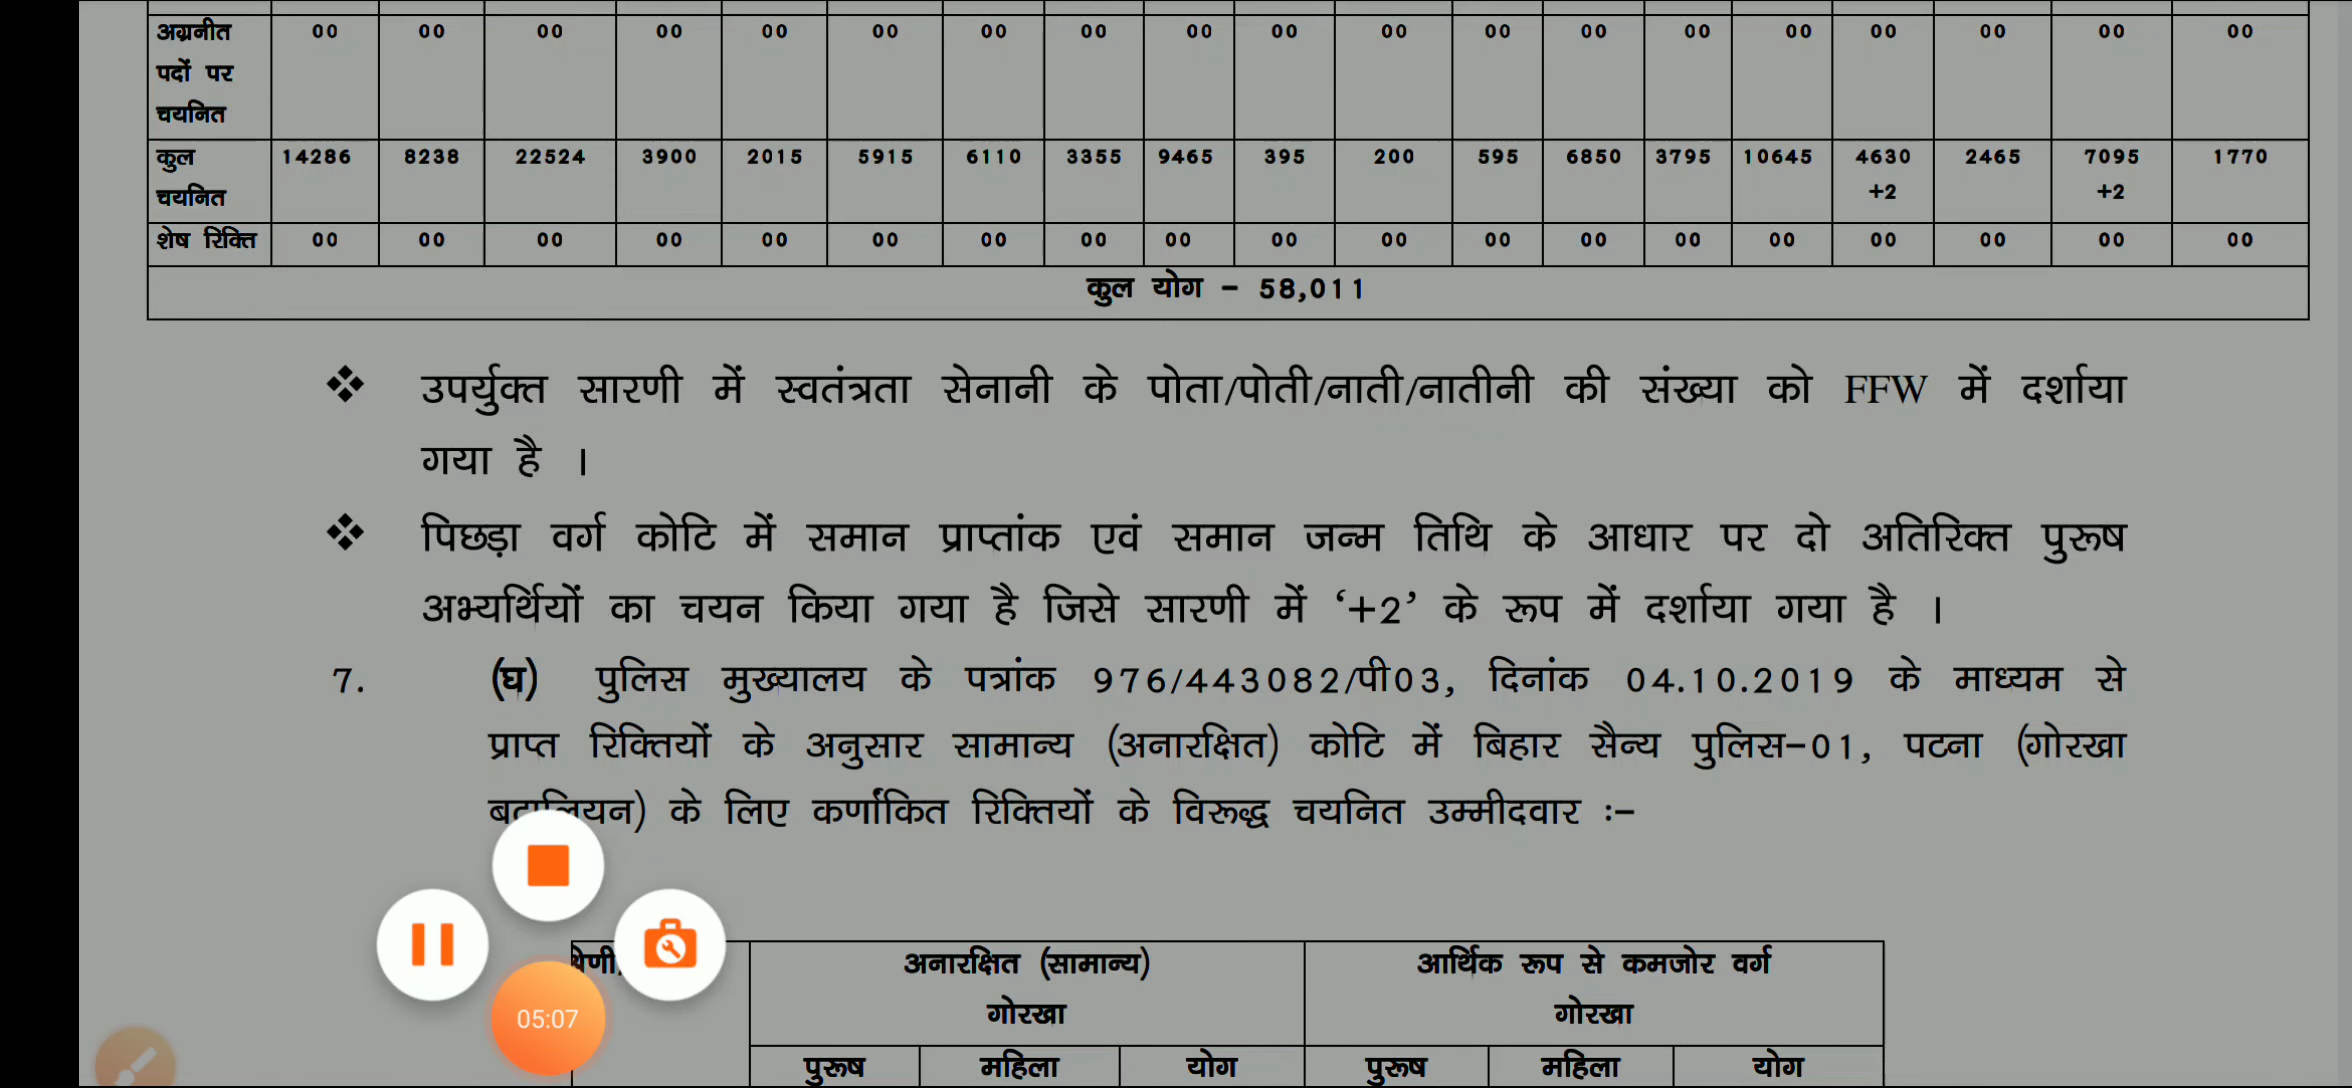 अग्रनीत 00 00 00 00 00 00 00 00 00 00 00 00 00 00 00 00 00 00 00
पदों पर
चयनित
कुल 14286 8238 22524 3900 2015 5915 6110 3355 9465 395 200 595 6850 3795 10645 4630 2465 7095 1770
चयनित +2 +2
शेष रिक्ति 00 00 00 00 00 00 00 00 00 00 00 00 00 00 00 00 00 00 00
कुल योग - 58,011
❖ उपर्युक्त सारणी में स्वतंत्रता सेनानी के पोता/पोती/नाती/नातीनी की संख्या को FFW में दर्शाया
गया है ।
❖ पिछड़ा वर्ग कोटि में समान प्राप्तांक एवं समान जन्म तिथि के आधार पर दो अतिरिक्त पुरूष
अभ्यर्थियों का चयन किया गया है जिसे सारणी में ‘+2’ के रूप में दर्शाया गया है ।
7. (घ) पुलिस मुख्यालय के पत्रांक 976/443082/पी03, दिनांक 04.10.2019 के माध्यम से
प्राप्त रिक्तियों के अनुसार सामान्य (अनारक्षित) कोटि में बिहार सैन्य पुलिस-01, पटना (गोरखा
के लिए कर्णांकित रिक्तियों के विरूद्ध चयनित उम्मीदवार :-
अनारक्षित (सामान्य) आर्थिक रूप से कमजोर वर्ग
गोरखा गोरखा
05:07
पुरूष महिला योग पुरूष महिला योग